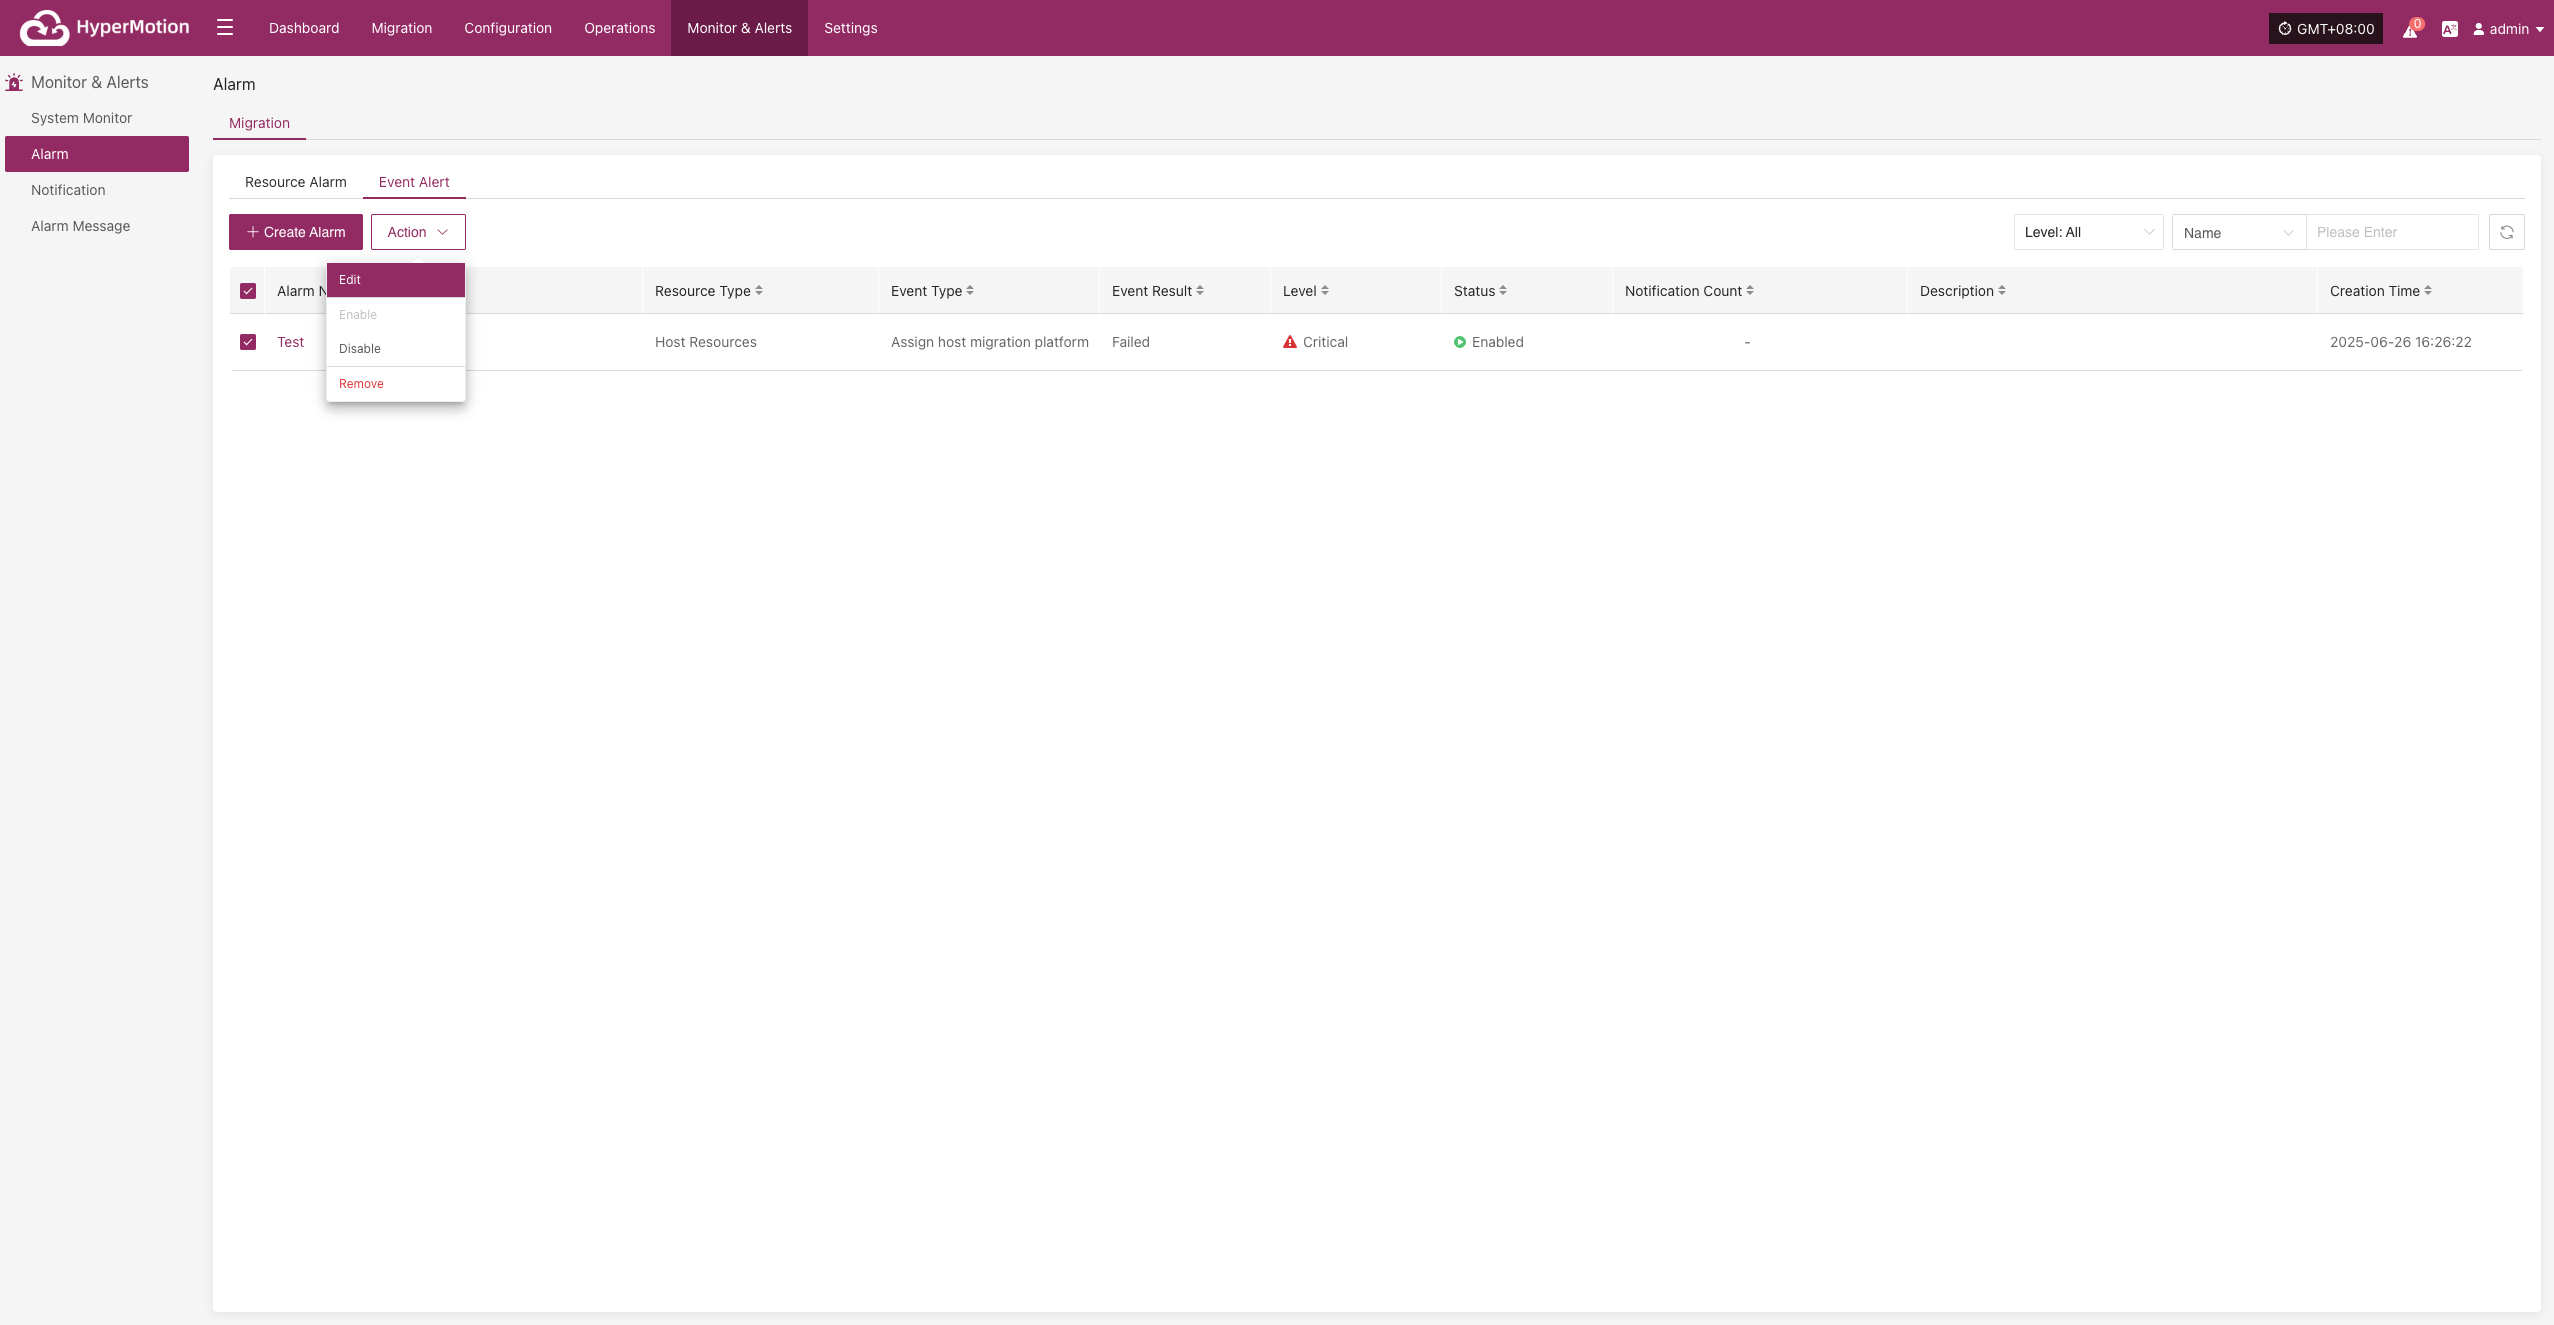 HyperMotion
Dashboard Migration Configuration Operations Monitor & Alerts Settings
GMT+08:00 0 admin
Monitor & Alerts
System Monitor
Alarm
Notification
Alarm Message
Alarm
Migration
Resource Alarm Event Alert
Create Alarm Action
Level: All Name Please Enter
Edit
Enable
Disable
Remove
Alarm N Resource Type Event Type Event Result Level Status Notification Count Description Creation Time
Test Host Resources Assign host migration platform Failed Critical Enabled - 2025-06-26 16:26:22